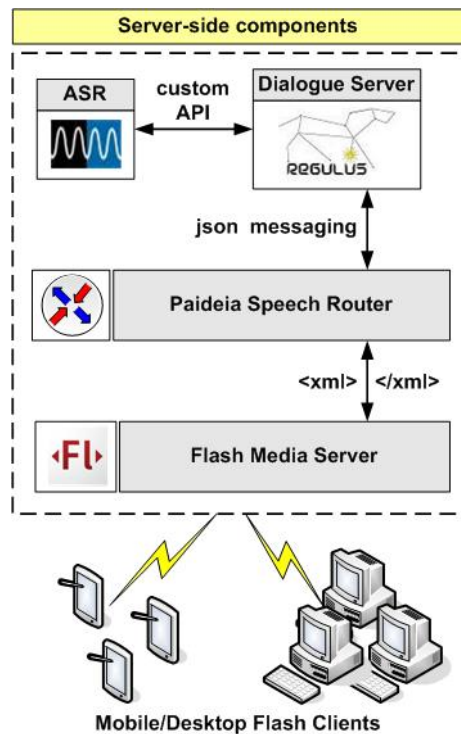 Server-side components
ASR
custom
API
Dialogue Server
REGULUS
json messaging
Paideia Speech Router
<xml> </xml>
Fl
Flash Media Server
Mobile/Desktop Flash Clients